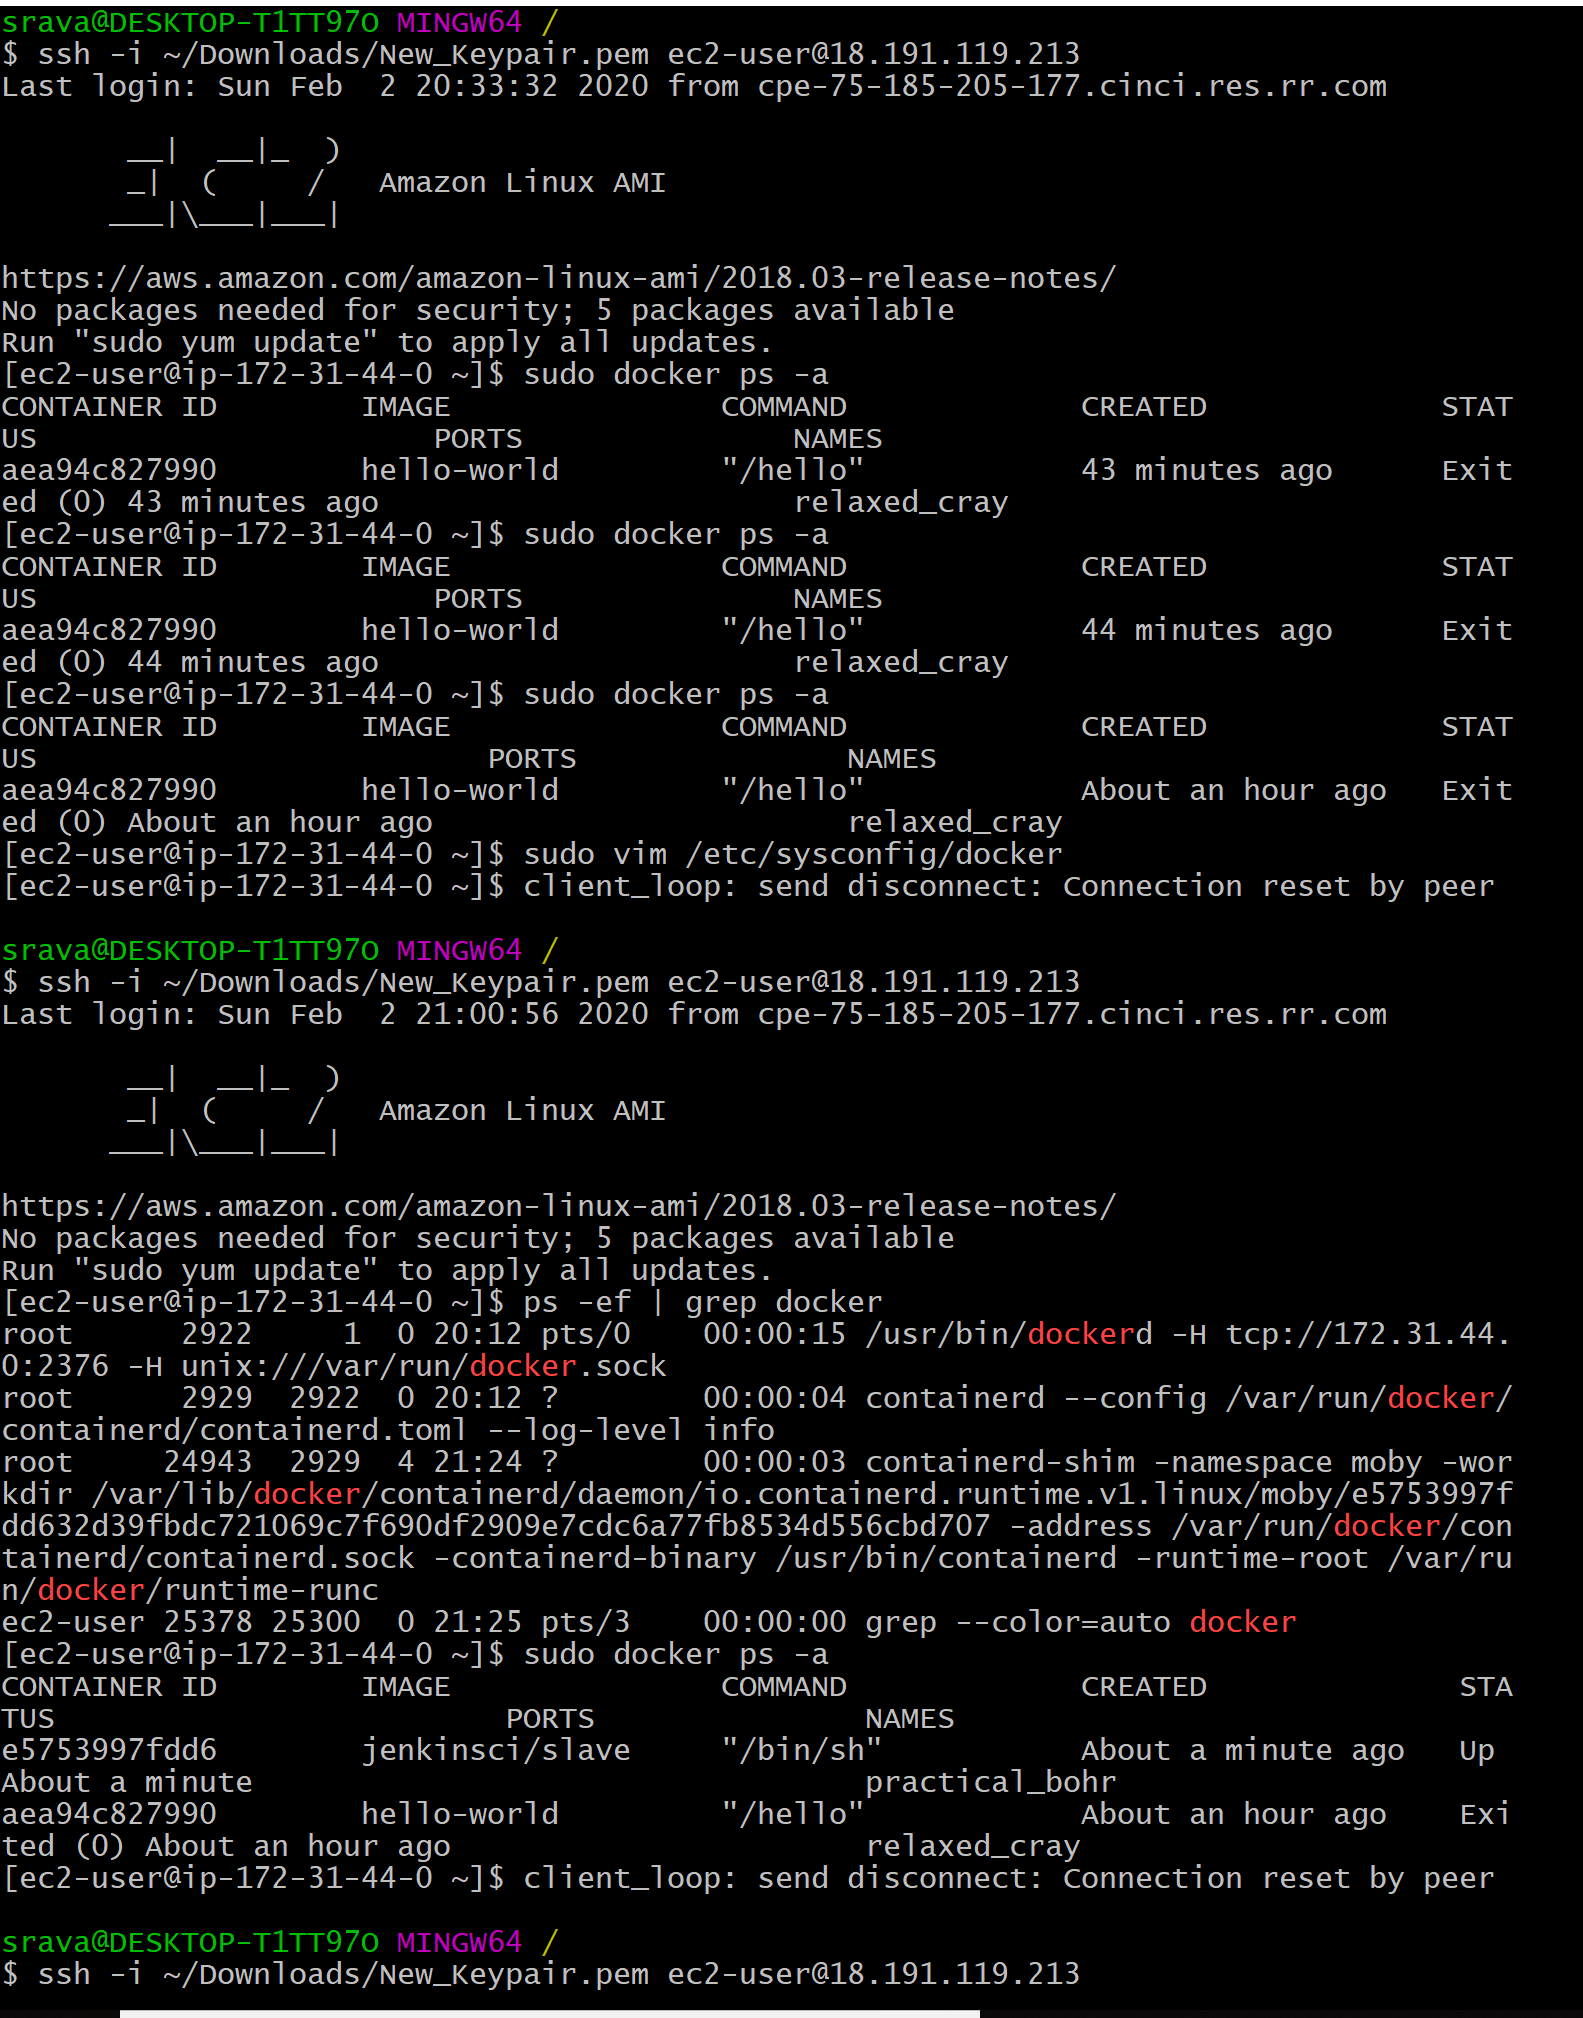 srava@DESKTOP-T1TT97O MINGW64 /
$ ssh -i ~/Downloads/New_Keypair.pem ec2-user@18.191.119.213
Last login: Sun Feb  2 20:33:32 2020 from cpe-75-185-205-177.cinci.res.rr.com

       __|  __|_  )
       _|  (     /   Amazon Linux AMI
      ___|\___|___|

https://aws.amazon.com/amazon-linux-ami/2018.03-release-notes/
No packages needed for security; 5 packages available
Run "sudo yum update" to apply all updates.
[ec2-user@ip-172-31-44-0 ~]$ sudo docker ps -a
CONTAINER ID        IMAGE               COMMAND             CREATED             STAT
US                      PORTS               NAMES
aea94c827990        hello-world         "/hello"            43 minutes ago      Exit
ed (0) 43 minutes ago                       relaxed_cray
[ec2-user@ip-172-31-44-0 ~]$ sudo docker ps -a
CONTAINER ID        IMAGE               COMMAND             CREATED             STAT
US                      PORTS               NAMES
aea94c827990        hello-world         "/hello"            44 minutes ago      Exit
ed (0) 44 minutes ago                       relaxed_cray
[ec2-user@ip-172-31-44-0 ~]$ sudo docker ps -a
CONTAINER ID        IMAGE               COMMAND             CREATED             STAT
US                         PORTS               NAMES
aea94c827990        hello-world         "/hello"            About an hour ago   Exit
ed (0) About an hour ago                       relaxed_cray
[ec2-user@ip-172-31-44-0 ~]$ sudo vim /etc/sysconfig/docker
[ec2-user@ip-172-31-44-0 ~]$ client_loop: send disconnect: Connection reset by peer

srava@DESKTOP-T1TT97O MINGW64 /
$ ssh -i ~/Downloads/New_Keypair.pem ec2-user@18.191.119.213
Last login: Sun Feb  2 21:00:56 2020 from cpe-75-185-205-177.cinci.res.rr.com

       __|  __|_  )
       _|  (     /   Amazon Linux AMI
      ___|\___|___|

https://aws.amazon.com/amazon-linux-ami/2018.03-release-notes/
No packages needed for security; 5 packages available
Run "sudo yum update" to apply all updates.
[ec2-user@ip-172-31-44-0 ~]$ ps -ef | grep docker
root      2922     1  0 20:12 pts/0    00:00:15 /usr/bin/dockerd -H tcp://172.31.44.
0:2376 -H unix:///var/run/docker.sock
root      2929  2922  0 20:12 ?        00:00:04 containerd --config /var/run/docker/
containerd/containerd.toml --log-level info
root     24943  2929  4 21:24 ?        00:00:03 containerd-shim -namespace moby -wor
kdir /var/lib/docker/containerd/daemon/io.containerd.runtime.v1.linux/moby/e5753997f
dd632d39fbdc721069c7f690df2909e7cdc6a77fb8534d556cbd707 -address /var/run/docker/con
tainerd/containerd.sock -containerd-binary /usr/bin/containerd -runtime-root /var/ru
n/docker/runtime-runc
ec2-user 25378 25300  0 21:25 pts/3    00:00:00 grep --color=auto docker
[ec2-user@ip-172-31-44-0 ~]$ sudo docker ps -a
CONTAINER ID        IMAGE               COMMAND             CREATED              STA
TUS                         PORTS               NAMES
e5753997fdd6        jenkinsci/slave     "/bin/sh"           About a minute ago   Up
About a minute                                  practical_bohr
aea94c827990        hello-world         "/hello"            About an hour ago    Exi
ted (0) About an hour ago                       relaxed_cray
[ec2-user@ip-172-31-44-0 ~]$ client_loop: send disconnect: Connection reset by peer

srava@DESKTOP-T1TT97O MINGW64 /
$ ssh -i ~/Downloads/New_Keypair.pem ec2-user@18.191.119.213